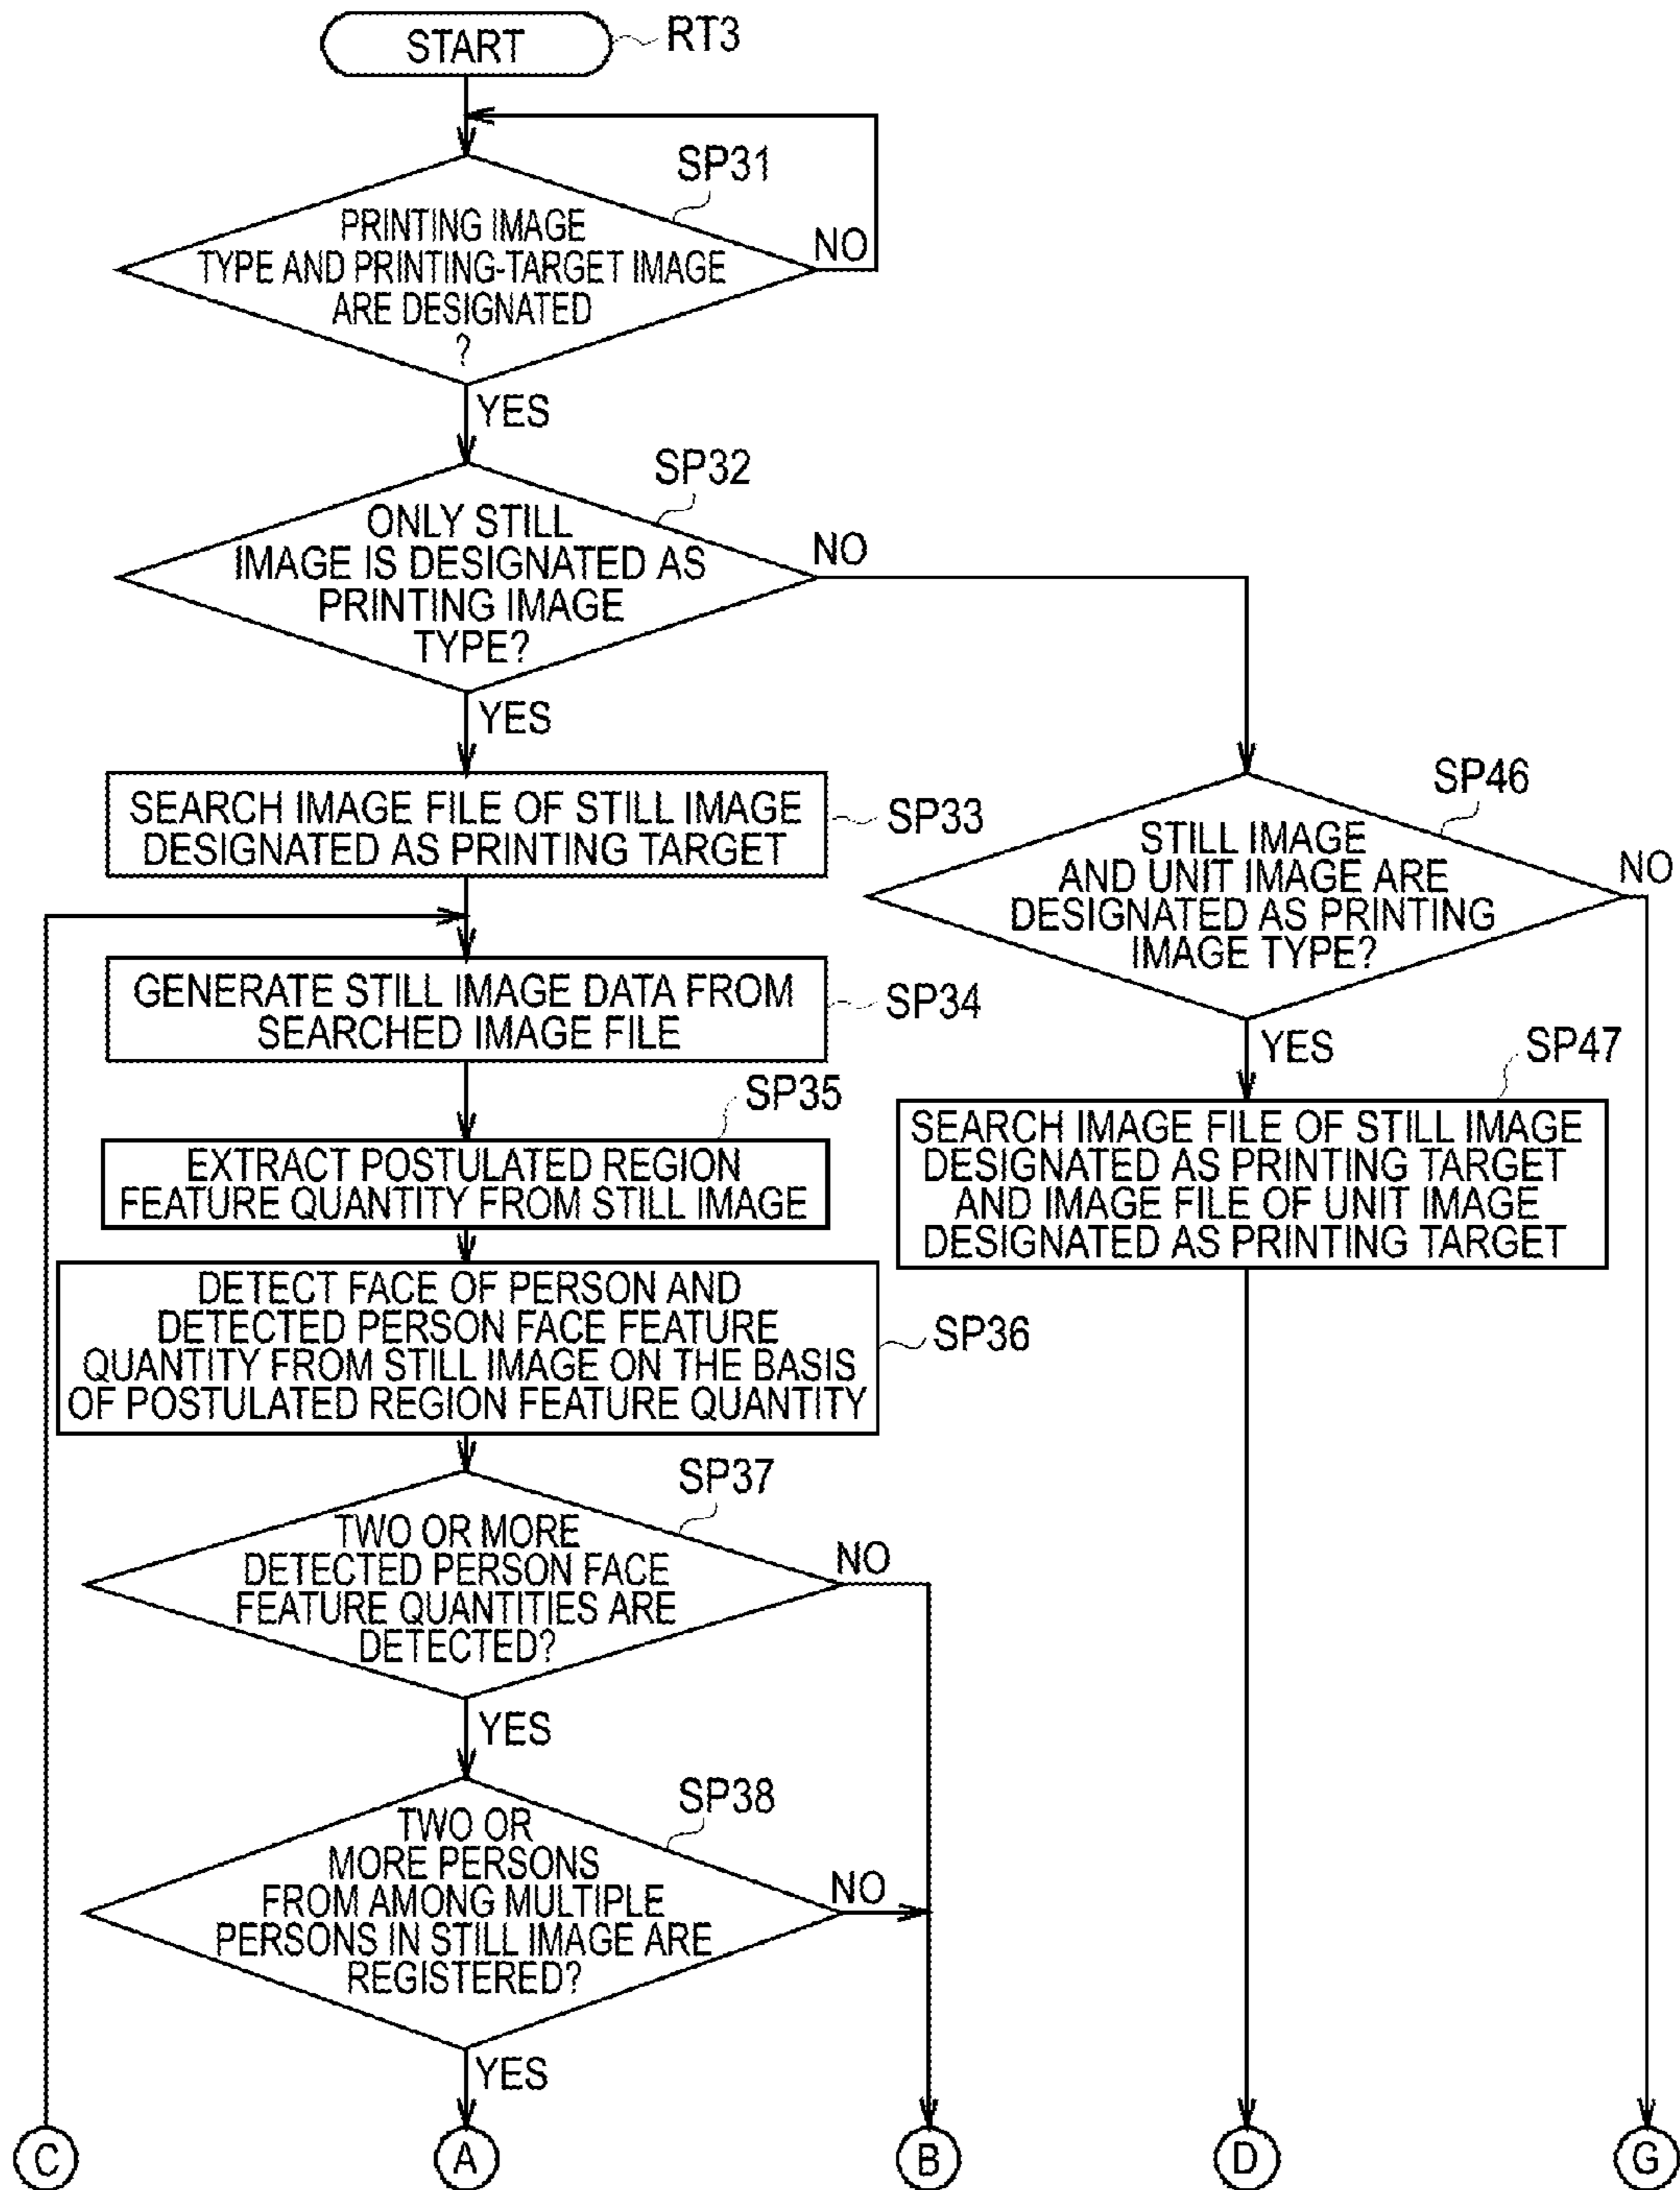 START
RT3
SP31
PRINTING IMAGE
TYPE AND PRINTING-TARGET IMAGE
ARE DESIGNATED
?
NO
YES
SP32
ONLY STILL
IMAGE IS DESIGNATED AS
PRINTING IMAGE
TYPE?
NO
YES
SEARCH IMAGE FILE OF STILL IMAGE
DESIGNATED AS PRINTING TARGET
SP33
GENERATE STILL IMAGE DATA FROM
SEARCHED IMAGE FILE
SP34
SP35
EXTRACT POSTULATED REGION
FEATURE QUANTITY FROM STILL IMAGE
DETECT FACE OF PERSON AND
DETECTED PERSON FACE FEATURE
QUANTITY FROM STILL IMAGE ON THE BASIS
OF POSTULATED REGION FEATURE QUANTITY
SP36
SP37
TWO OR MORE
DETECTED PERSON FACE
FEATURE QUANTITIES ARE
DETECTED?
NO
YES
SP38
TWO OR
MORE PERSONS
FROM AMONG MULTIPLE
PERSONS IN STILL IMAGE ARE
REGISTERED?
NO
YES
SP46
STILL IMAGE
AND UNIT IMAGE ARE
DESIGNATED AS PRINTING
IMAGE TYPE?
NO
YES
SP47
SEARCH IMAGE FILE OF STILL IMAGE
DESIGNATED AS PRINTING TARGET
AND IMAGE FILE OF UNIT IMAGE
DESIGNATED AS PRINTING TARGET
C
A
B
D
G